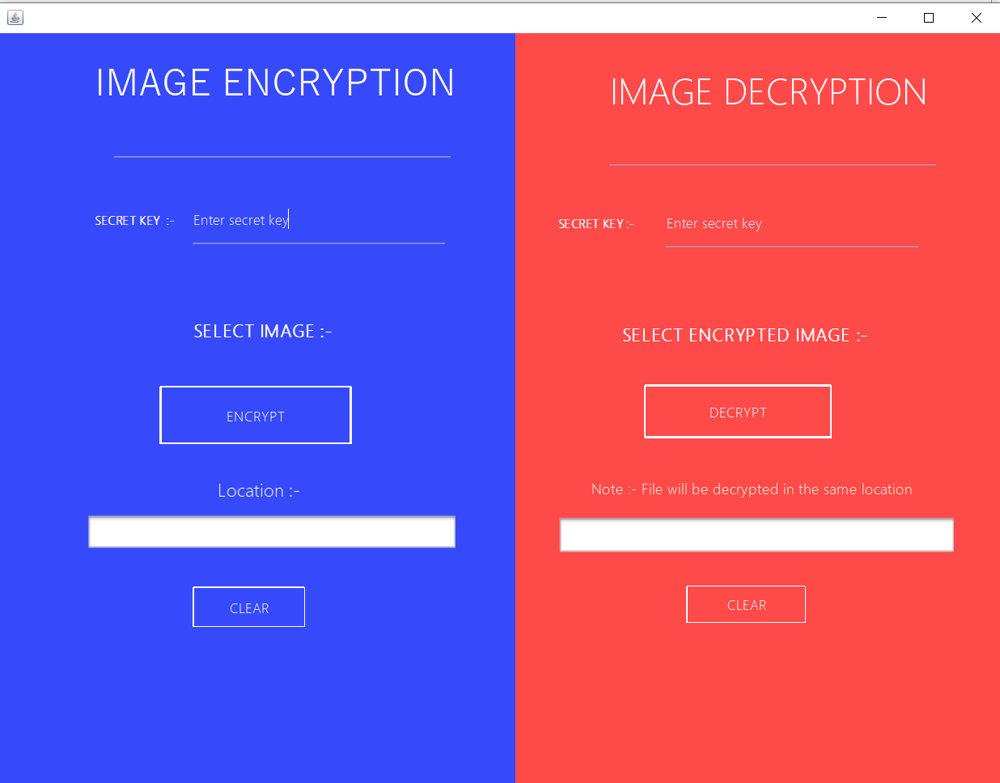 IMAGE ENCRYPTION
SECRET KEY :-
Enter secret key
SELECT IMAGE :-
ENCRYPT
Location :-
CLEAR
IMAGE DECRYPTION
SECRET KEY :-
Enter secret key
SELECT ENCRYPTED IMAGE :-
DECRYPT
Note :- File will be decrypted in the same location
CLEAR